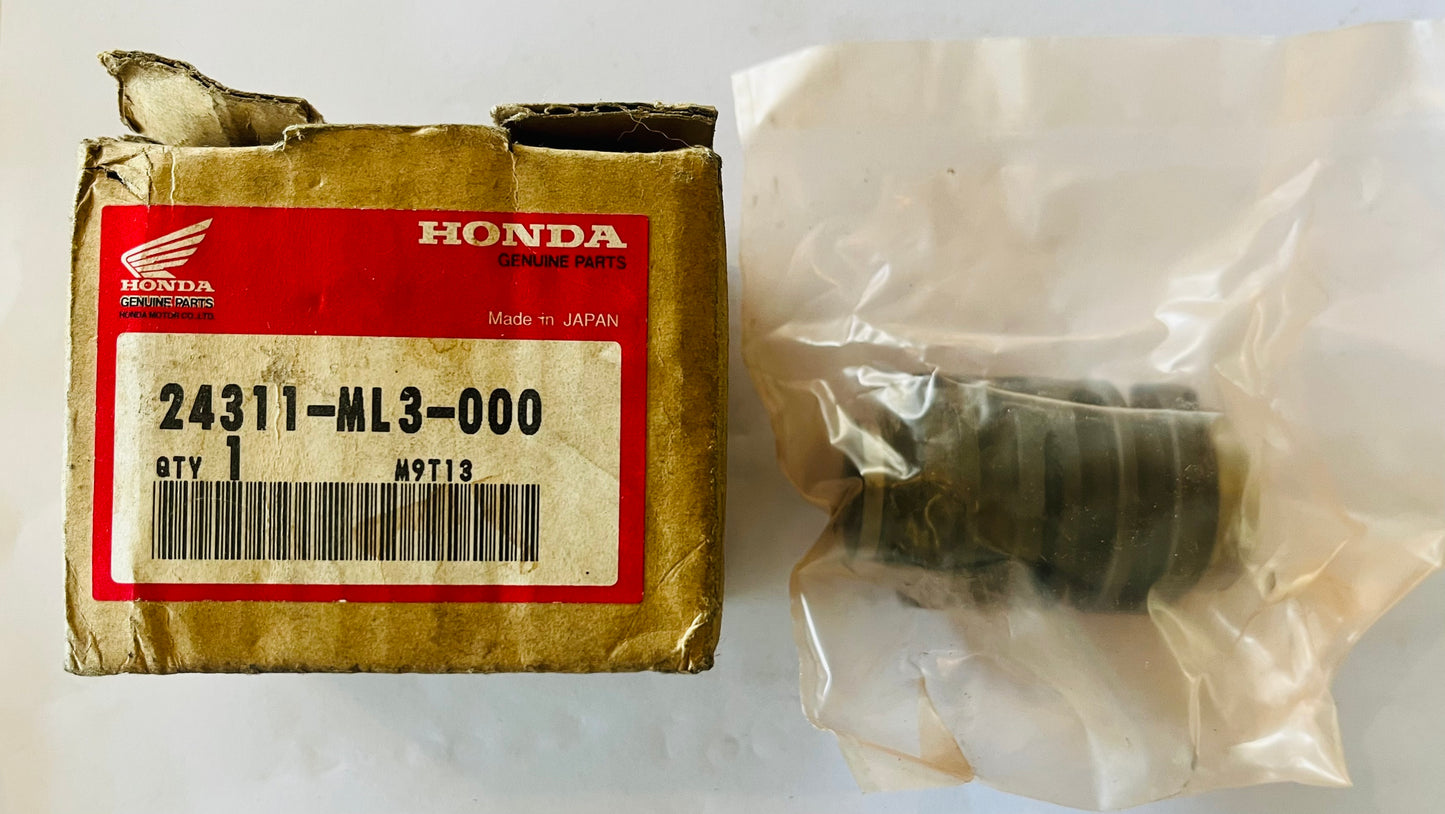 HONDA
GENUINE PARTS
HONDA MOTOR CO., LTD.
HONDA
GENUINE PARTS
Made in JAPAN
24311-ML3-000
QTY 1 M9T13